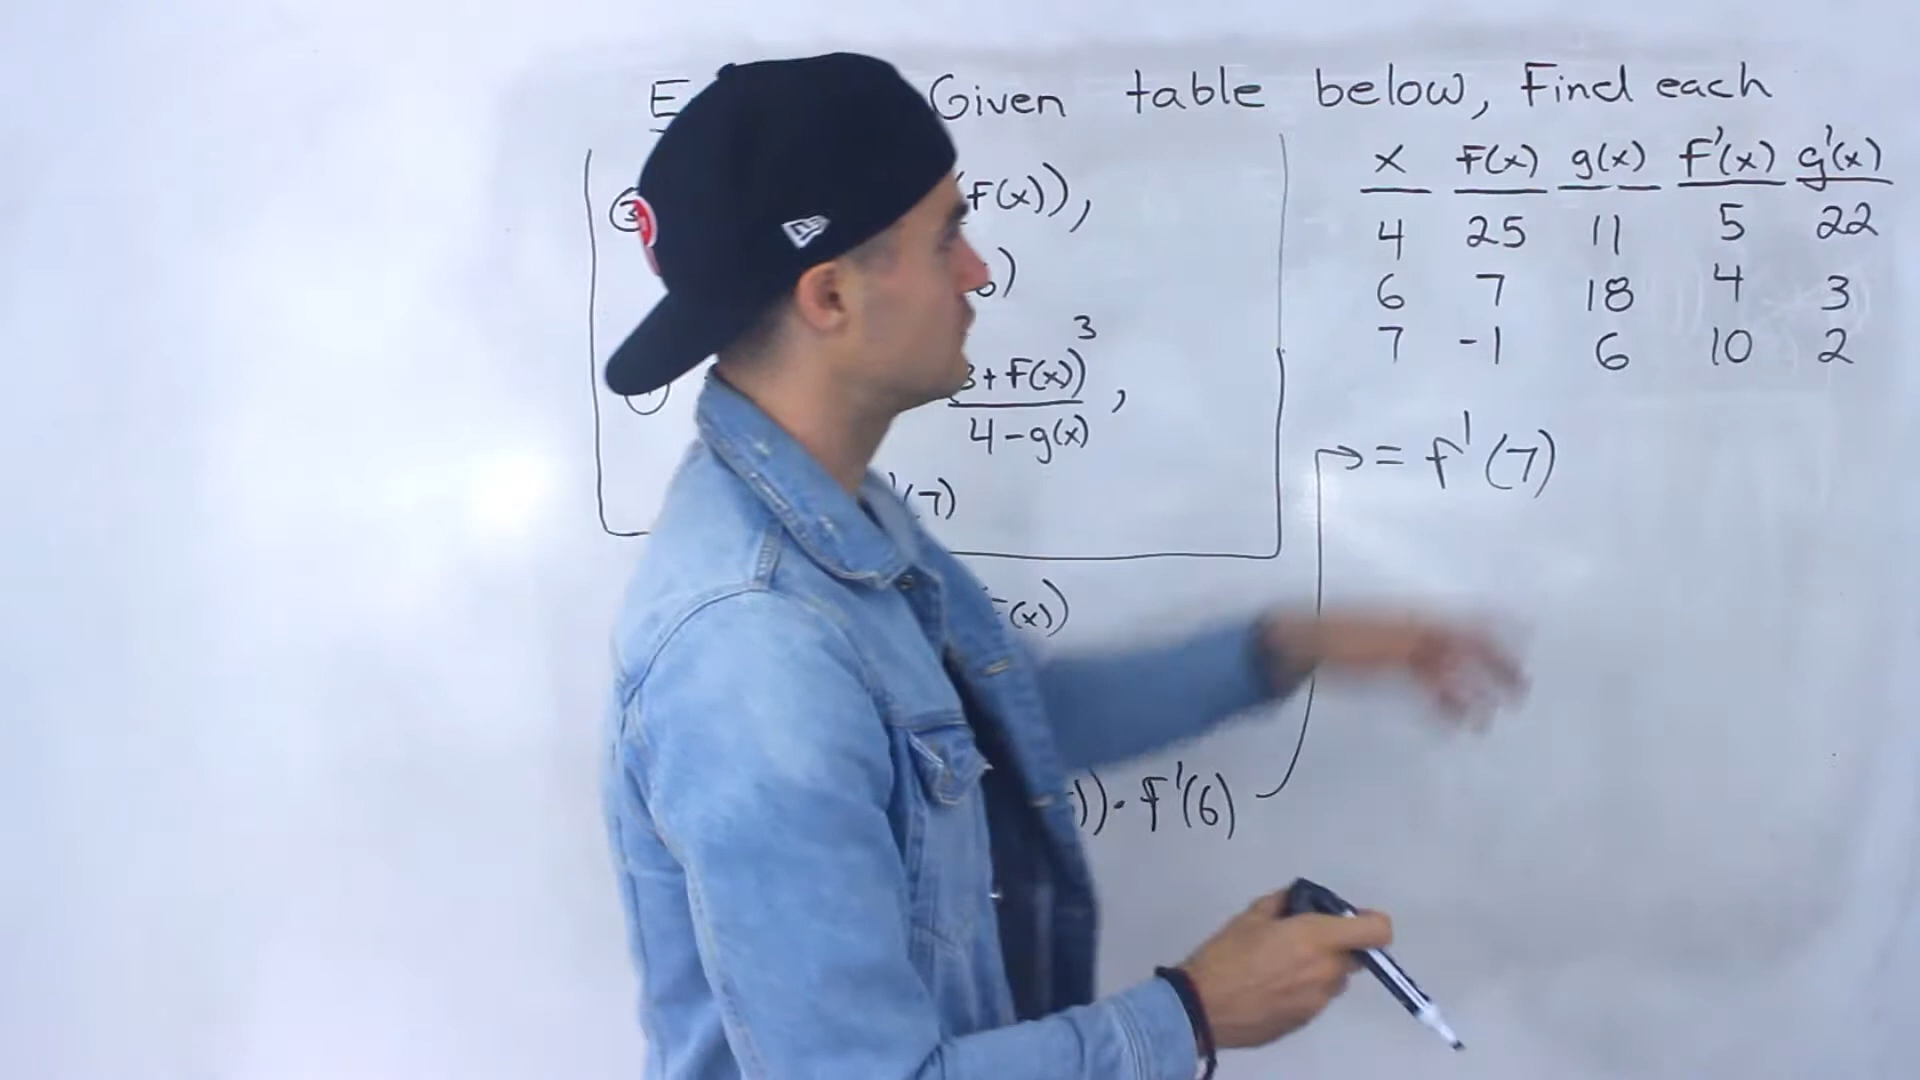 Given table below, Find each
x f(x) g(x) f'(x) g'(x)
4 25 11 5 22
6 7 18 4 3
7 -1 6 10 2
3
f(x)),
3
3+f(x))
4-g(x)
,
'(7)
= f'(7)
(x))
))·f'(6)